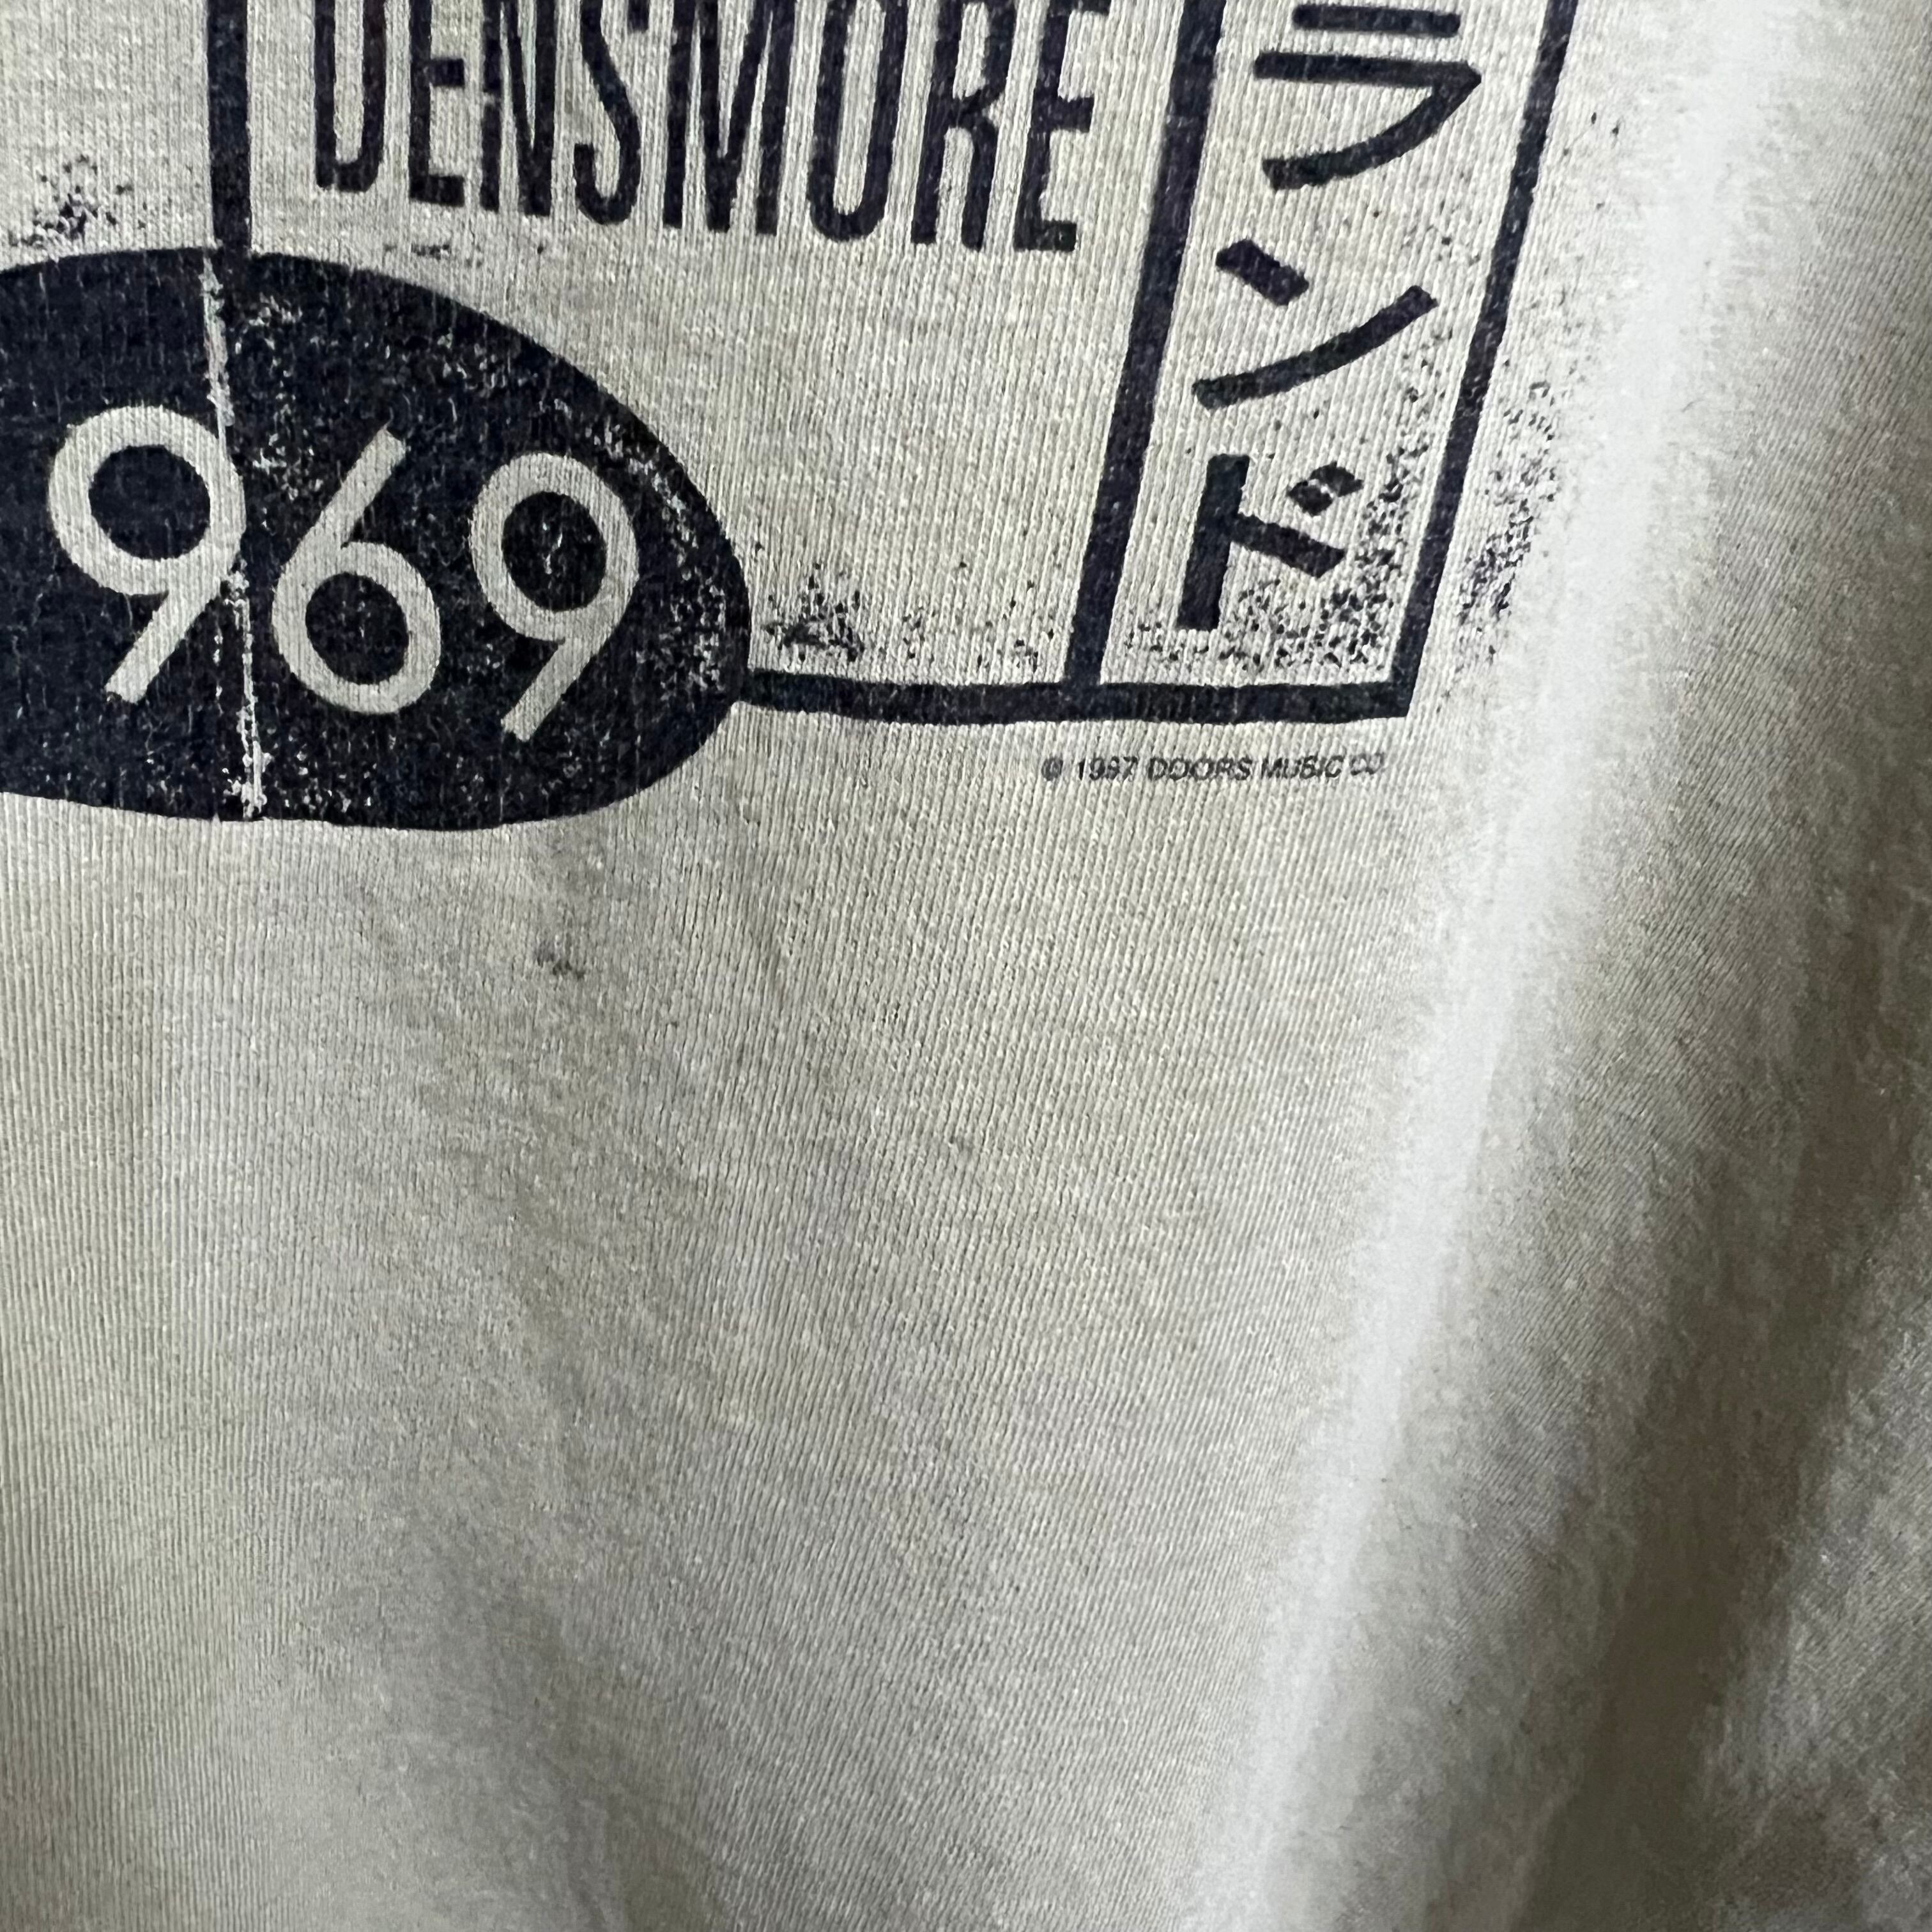 DENSMORE
ランド
969
© 1997 DOORS MUSIC CO